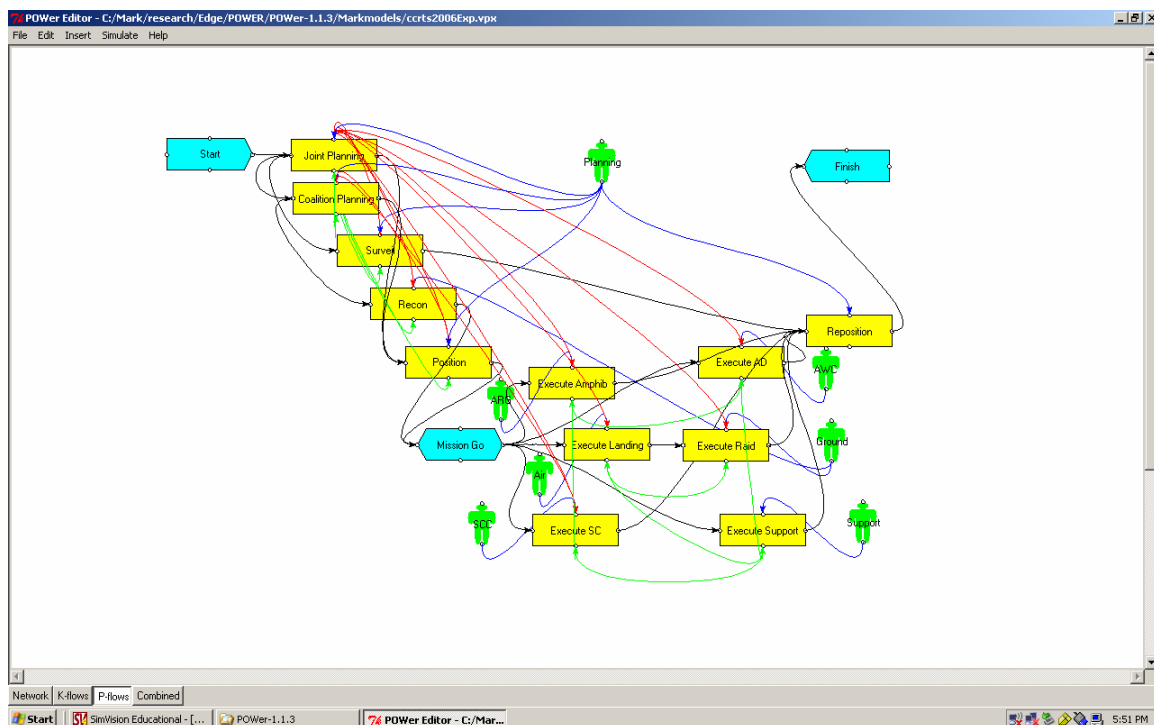 POWer Editor - C:/Mark/research/Edge/POWER/POWer-1.1.3/Markmodels/ccrts2006Exp.vpx
File Edit Insert Simulate Help
Start
Joint Planning
Planning
Finish
Coalition Planning
Surveil
Recon
Reposition
Position
Execute AD
AWC
Execute Amphib
ARG
Mission Go
Execute Landing
Execute Raid
Ground
Air
SCC
Execute SC
Execute Support
Support
Network K-flows P-flows Combined
Start SimVision Educational - [... POWer-1.1.3 POWer Editor - C:/Mar... 5:51 PM